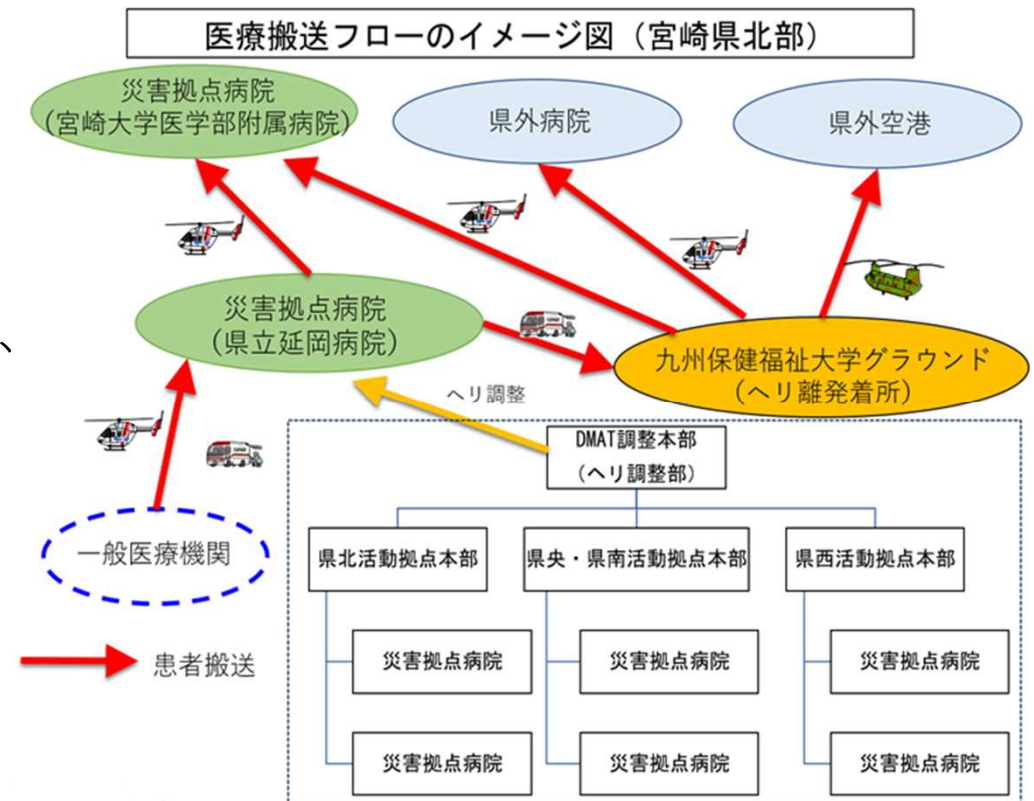 医療搬送フローのイメージ図（宮崎県北部）
災害拠点病院
（宮崎大学医学部附属病院）
県外病院
県外空港
災害拠点病院
（県立延岡病院）
、
九州保健福祉大学グラウンド
（ヘリ離発着所）
ヘリ調整
DMAT調整本部
（ヘリ調整部）
一般医療機関
県北活動拠点本部
県央・県南活動拠点本部
県西活動拠点本部
患者搬送
災害拠点病院
災害拠点病院
災害拠点病院
災害拠点病院
災害拠点病院
災害拠点病院